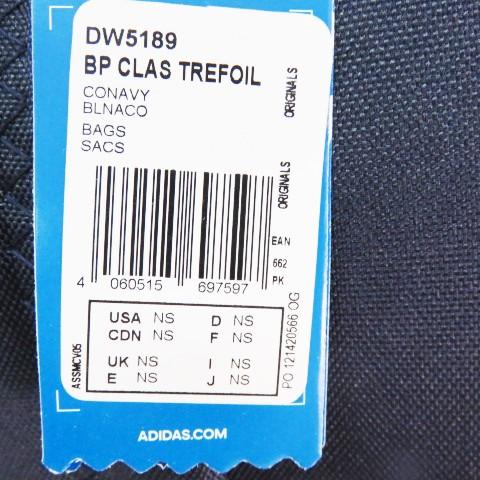 DW5189
BP CLAS TREFOIL
CONAVY
BLNACO
BAGS
SACS
ORIGINALS
ORIGINALS
EAN
662
PK
4 060515 697597
USA NS D NS
CDN NS F NS
UK NS I NS
E NS J NS
ASSMCV05
PO 121420566 OG
ADIDAS.COM